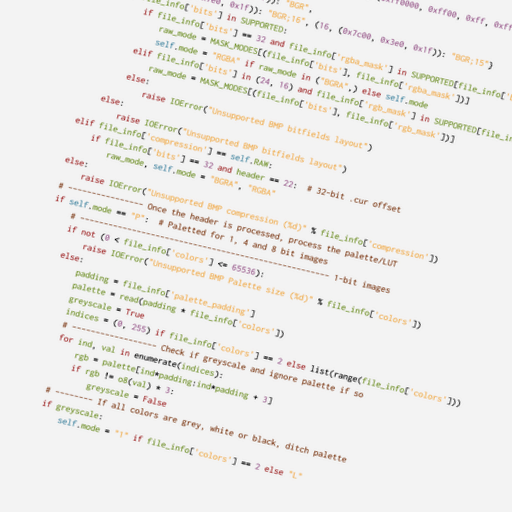 0xff0000, 0xff00, 0xff, 0xff
fe0, 0x1f)): "BGR",
file_info['bits'] in SUPPORTED: "BGR;16", (16, (0x7c00, 0x3e0, 0x1f)): "BGR;15"}
if file_info['bits'] == 32 and file_info['rgba_mask'] in SUPPORTED[file_info['
raw_mode = MASK_MODES[(file_info['bits'], file_info['rgba_mask'])]
self.mode = "RGBA" if raw_mode in ("BGRA",) else self.mode
elif file_info['bits'] in (24, 16) and file_info['rgb_mask'] in SUPPORTED[file_in
raw_mode = MASK_MODES[(file_info['bits'], file_info['rgb_mask'])]
else:
raise IOError("Unsupported BMP bitfields layout")
else:
raise IOError("Unsupported BMP bitfields layout")
elif file_info['compression'] == self.RAW:
if file_info['bits'] == 32 and header == 22:  # 32-bit .cur offset
raw_mode, self.mode = "BGRA", "RGBA"
else:
raise IOError("Unsupported BMP compression (%d)" % file_info['compression'])
# --------------- Once the header is processed, process the palette/LUT
if self.mode == "P":  # Paletted for 1, 4 and 8 bit images
# ---------------------------------------------------- 1-bit images
if not (0 < file_info['colors'] <= 65536):
raise IOError("Unsupported BMP Palette size (%d)" % file_info['colors'])
else:
padding = file_info['palette_padding']
palette = read(padding * file_info['colors'])
greyscale = True
indices = (0, 255) if file_info['colors'] == 2 else list(range(file_info['colors']))
# ----------------- Check if greyscale and ignore palette if so
for ind, val in enumerate(indices):
rgb = palette[ind*padding:ind*padding + 3]
if rgb != o8(val) * 3:
greyscale = False
# ------- If all colors are grey, white or black, ditch palette
if greyscale:
self.mode = "1" if file_info['colors'] == 2 else "L"